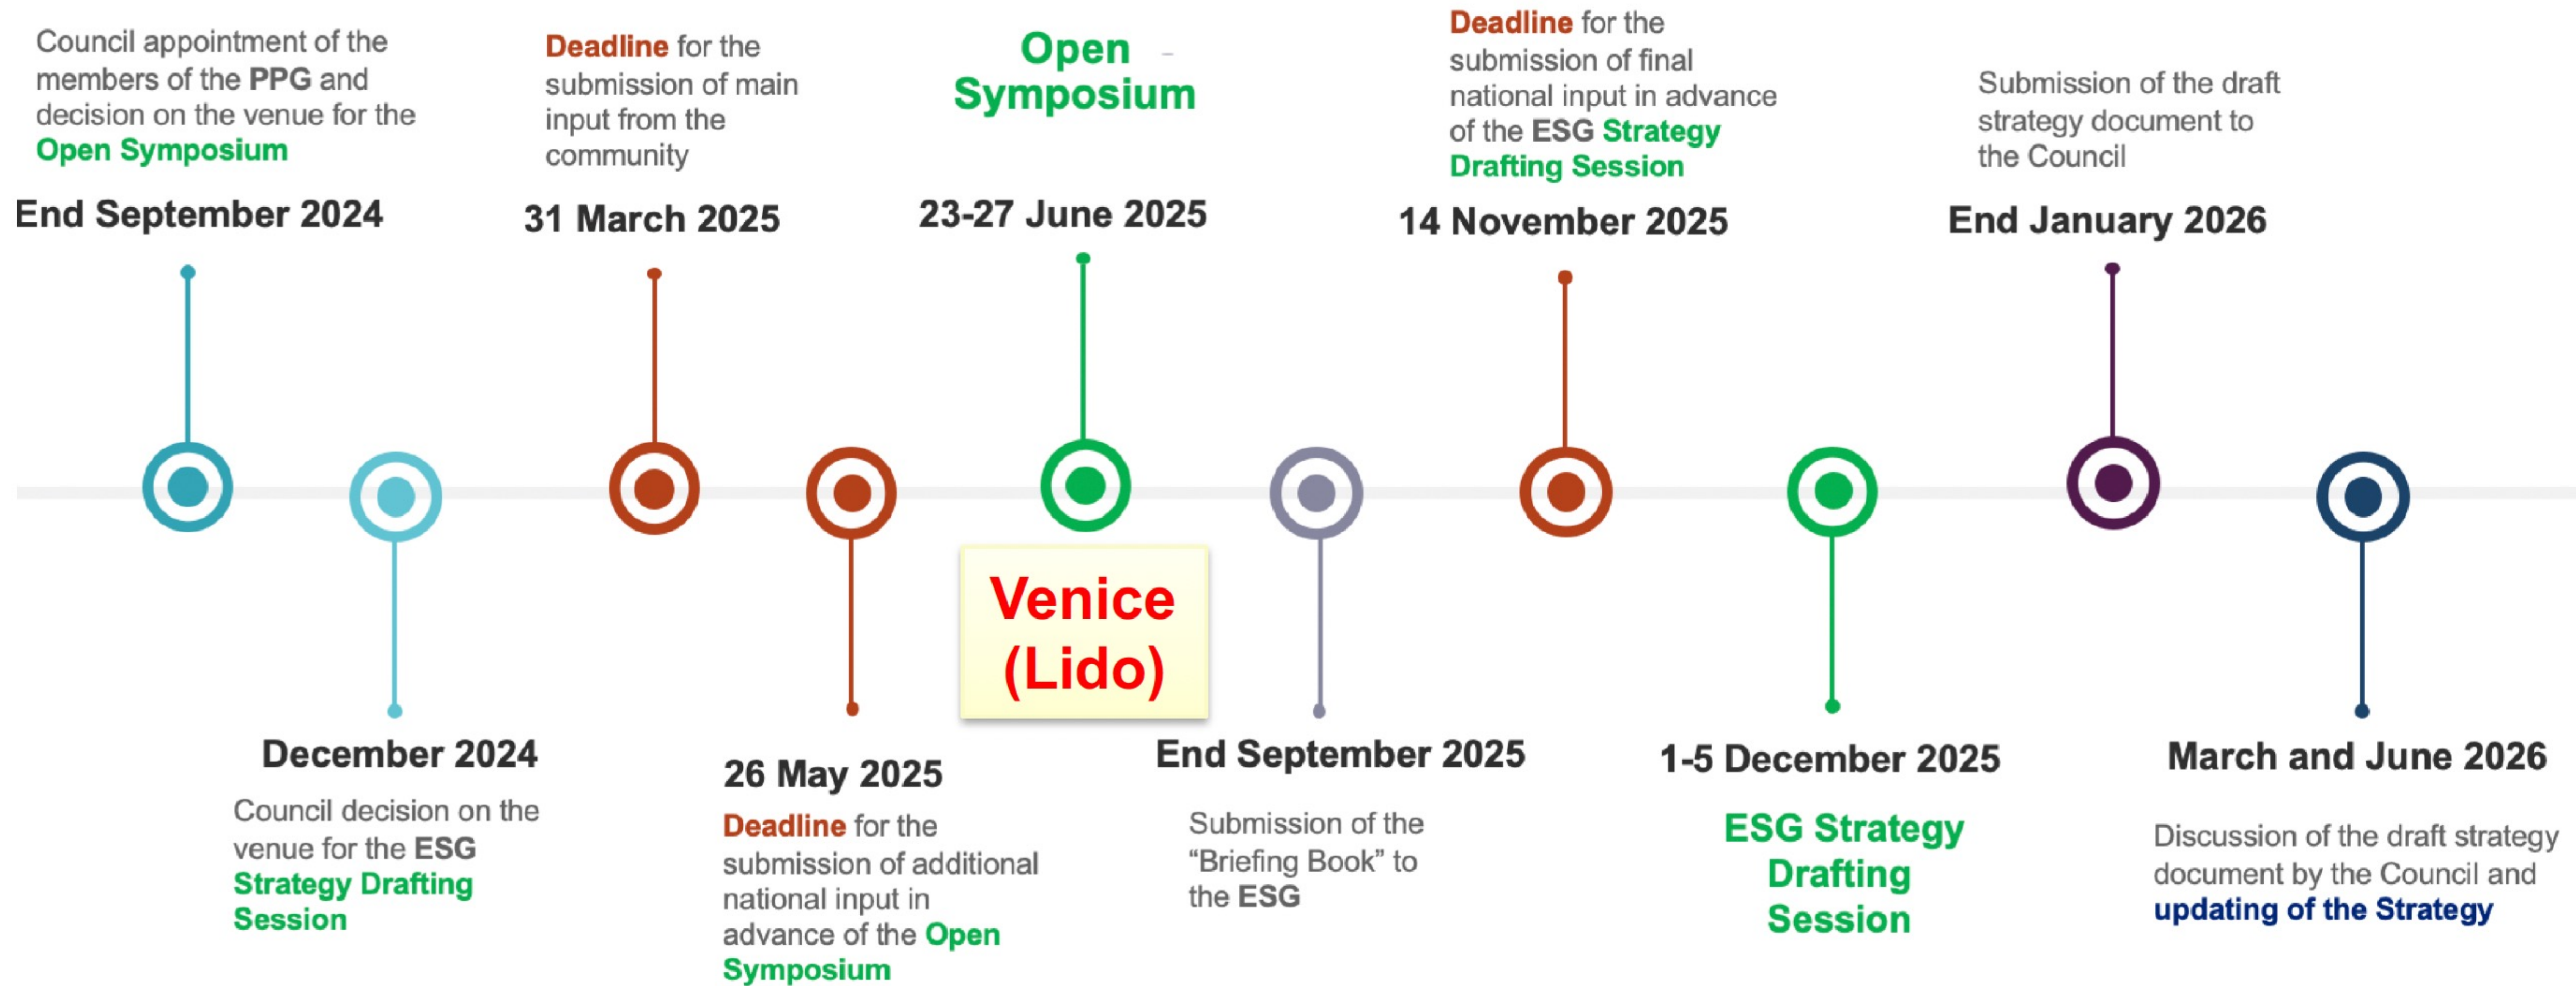 Council appointment of the
members of the PPG and
decision on the venue for the
Open Symposium
End September 2024
December 2024
Council decision on the
venue for the ESG
Strategy Drafting
Session
Deadline for the
submission of main
input from the
community
31 March 2025
26 May 2025
Deadline for the
submission of additional
national input in
advance of the Open
Symposium
Open
Symposium
23-27 June 2025
Venice
(Lido)
End September 2025
Submission of the
“Briefing Book” to
the ESG
Deadline for the
submission of final
national input in advance
of the ESG Strategy
Drafting Session
14 November 2025
1-5 December 2025
ESG Strategy
Drafting
Session
Submission of the draft
strategy document to
the Council
End January 2026
March and June 2026
Discussion of the draft strategy
document by the Council and
updating of the Strategy